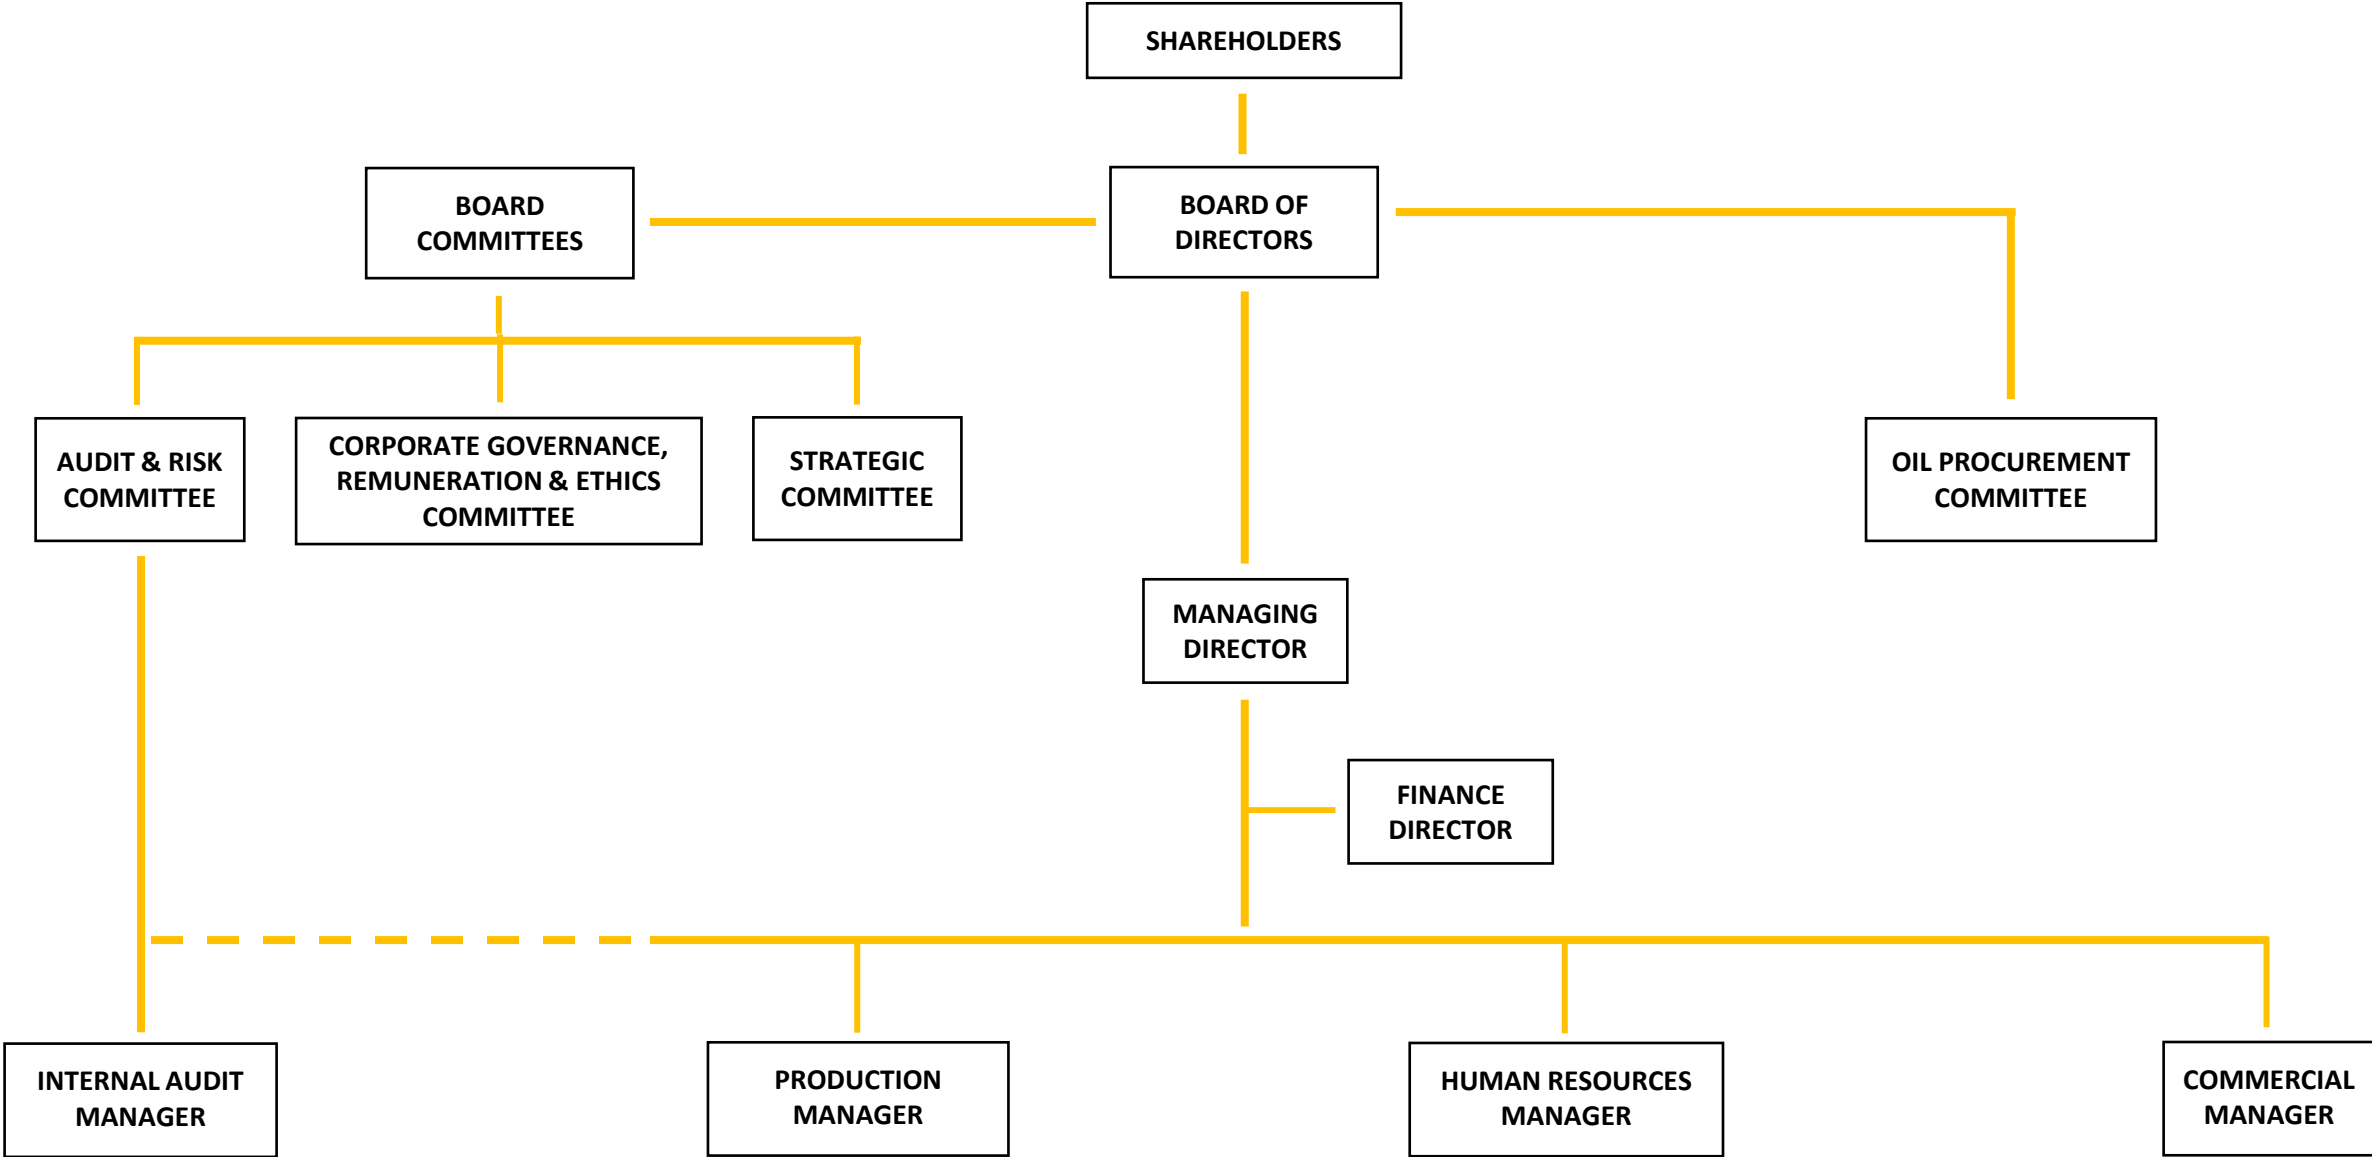 SHAREHOLDERS
BOARD
COMMITTEES
BOARD OF
DIRECTORS
AUDIT & RISK
COMMITTEE
CORPORATE GOVERNANCE,
REMUNERATION & ETHICS
COMMITTEE
STRATEGIC
COMMITTEE
OIL PROCUREMENT
COMMITTEE
MANAGING
DIRECTOR
FINANCE
DIRECTOR
INTERNAL AUDIT
MANAGER
PRODUCTION
MANAGER
HUMAN RESOURCES
MANAGER
COMMERCIAL
MANAGER